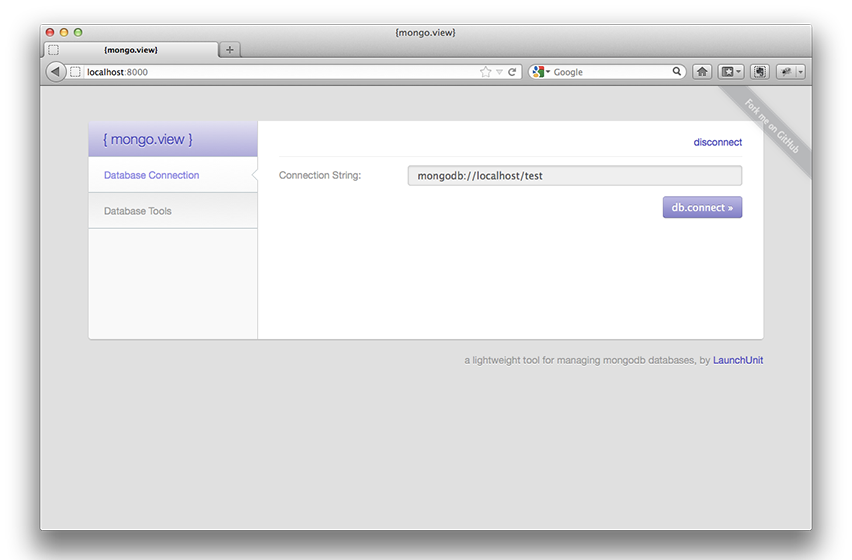 {mongo.view}
{mongo.view}
localhost:8000
Google
Fork me on GitHub
{ mongo.view }
disconnect
Database Connection
Connection String:
mongodb://localhost/test
db.connect »
Database Tools
a lightweight tool for managing mongodb databases, by LaunchUnit